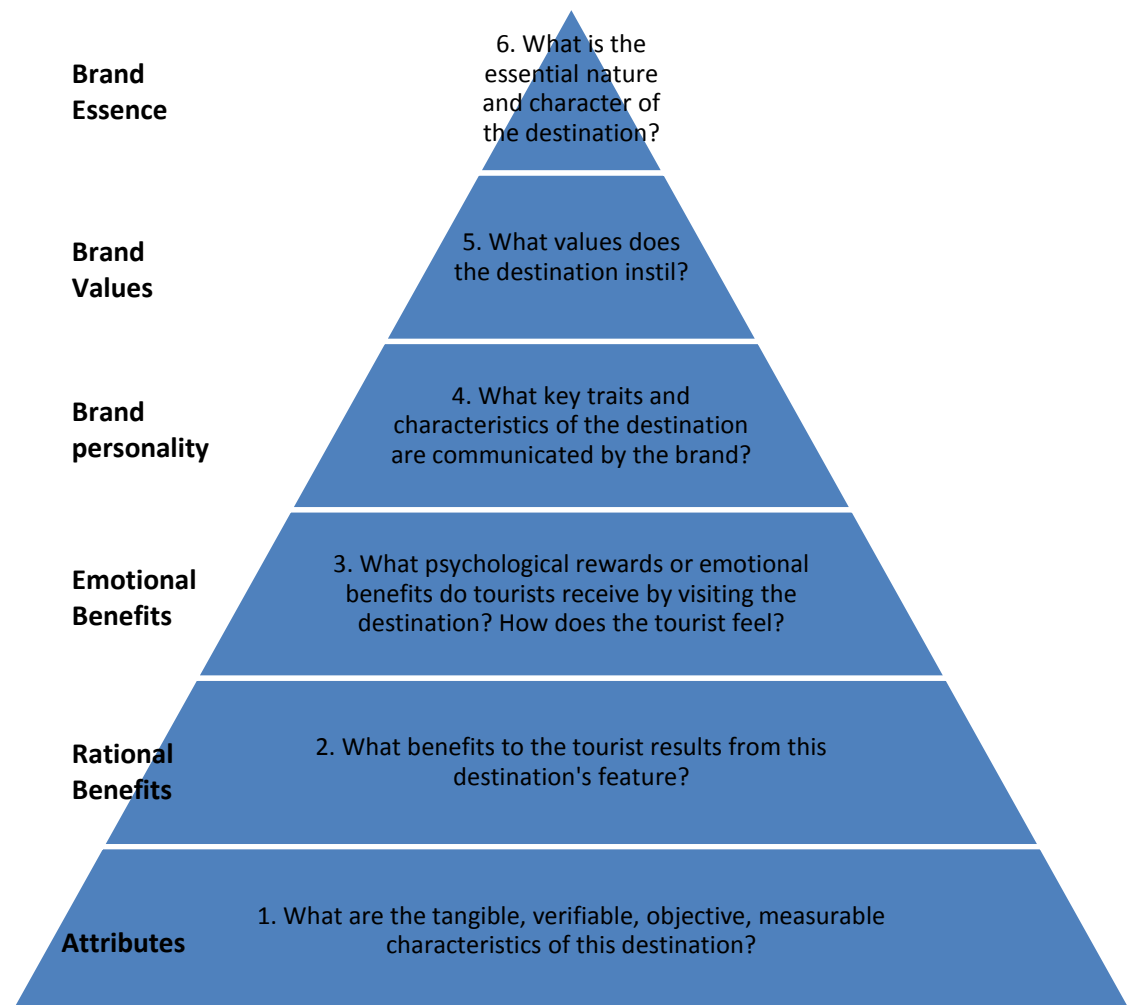 Brand
Essence
6. What is the
essential nature
and character of
the destination?
Brand
Values
5. What values does
the destination instil?
Brand
personality
4. What key traits and
characteristics of the destination
are communicated by the brand?
Emotional
Benefits
3. What psychological rewards or emotional
benefits do tourists receive by visiting the
destination? How does the tourist feel?
Rational
Benefits
2. What benefits to the tourist results from this
destination's feature?
Attributes
1. What are the tangible, verifiable, objective, measurable
characteristics of this destination?